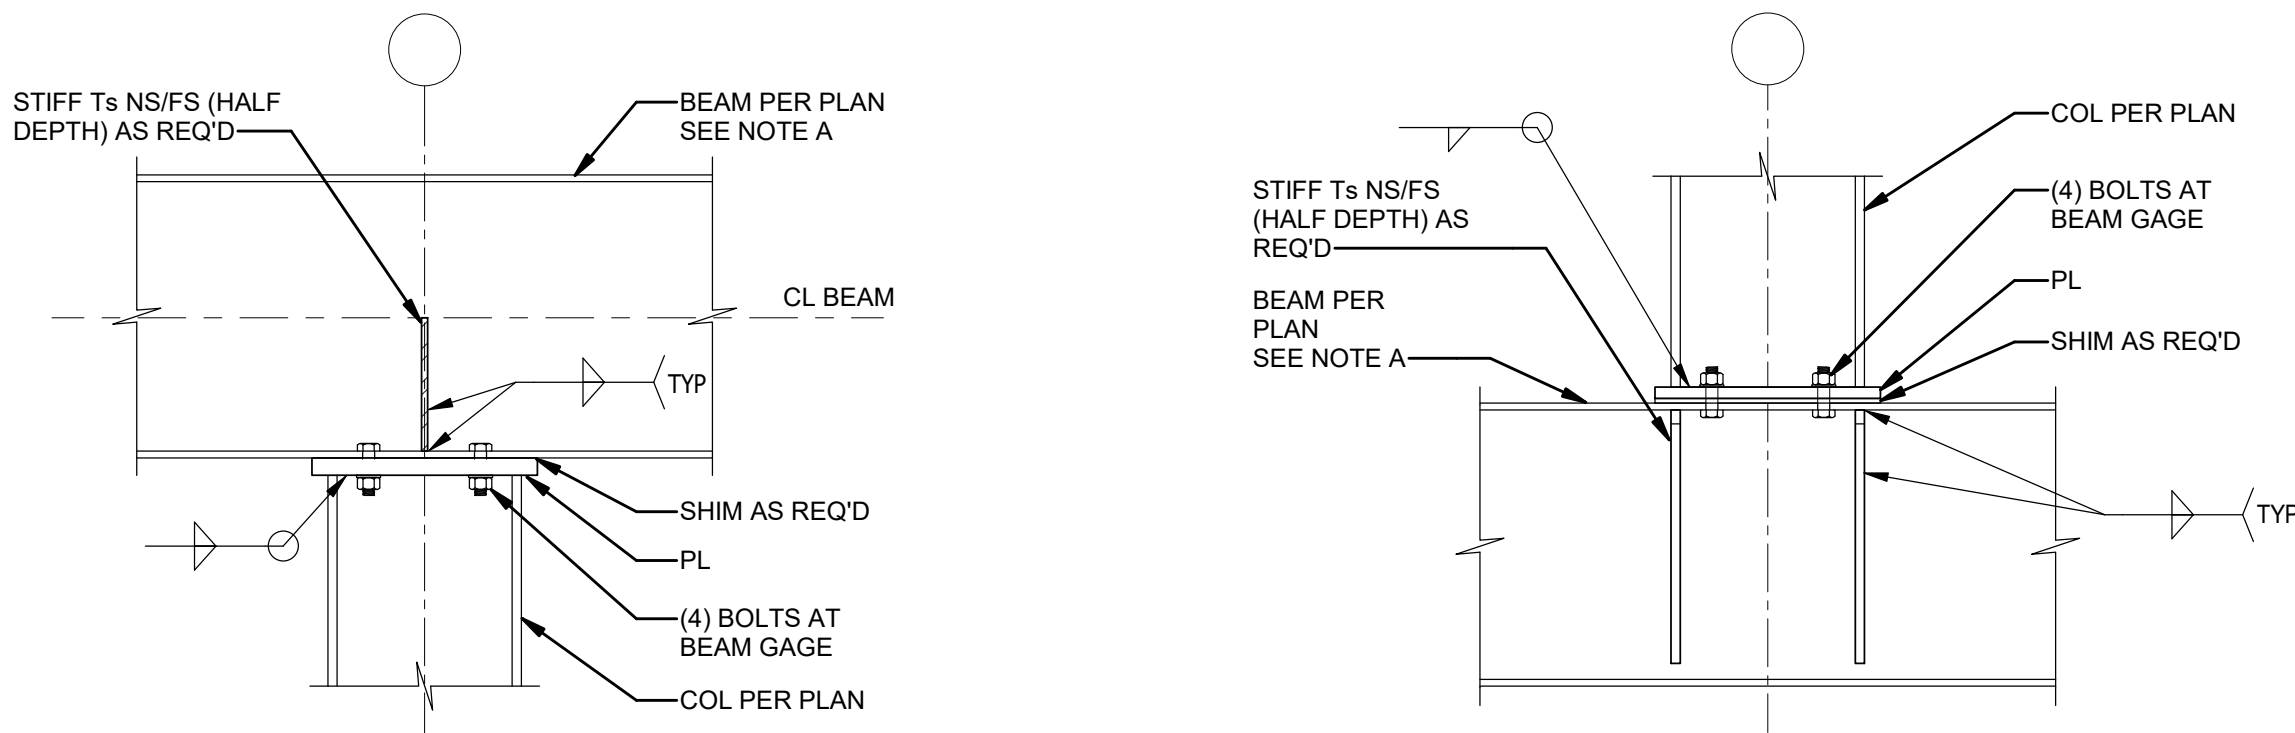 STIFF Ts NS/FS (HALF
DEPTH) AS REQ'D
BEAM PER PLAN
SEE NOTE A
CL BEAM
TYP
SHIM AS REQ'D
PL
(4) BOLTS AT
BEAM GAGE
COL PER PLAN
COL PER PLAN
STIFF Ts NS/FS
(HALF DEPTH) AS
REQ'D
(4) BOLTS AT
BEAM GAGE
PL
BEAM PER
PLAN
SEE NOTE A
SHIM AS REQ'D
TYP